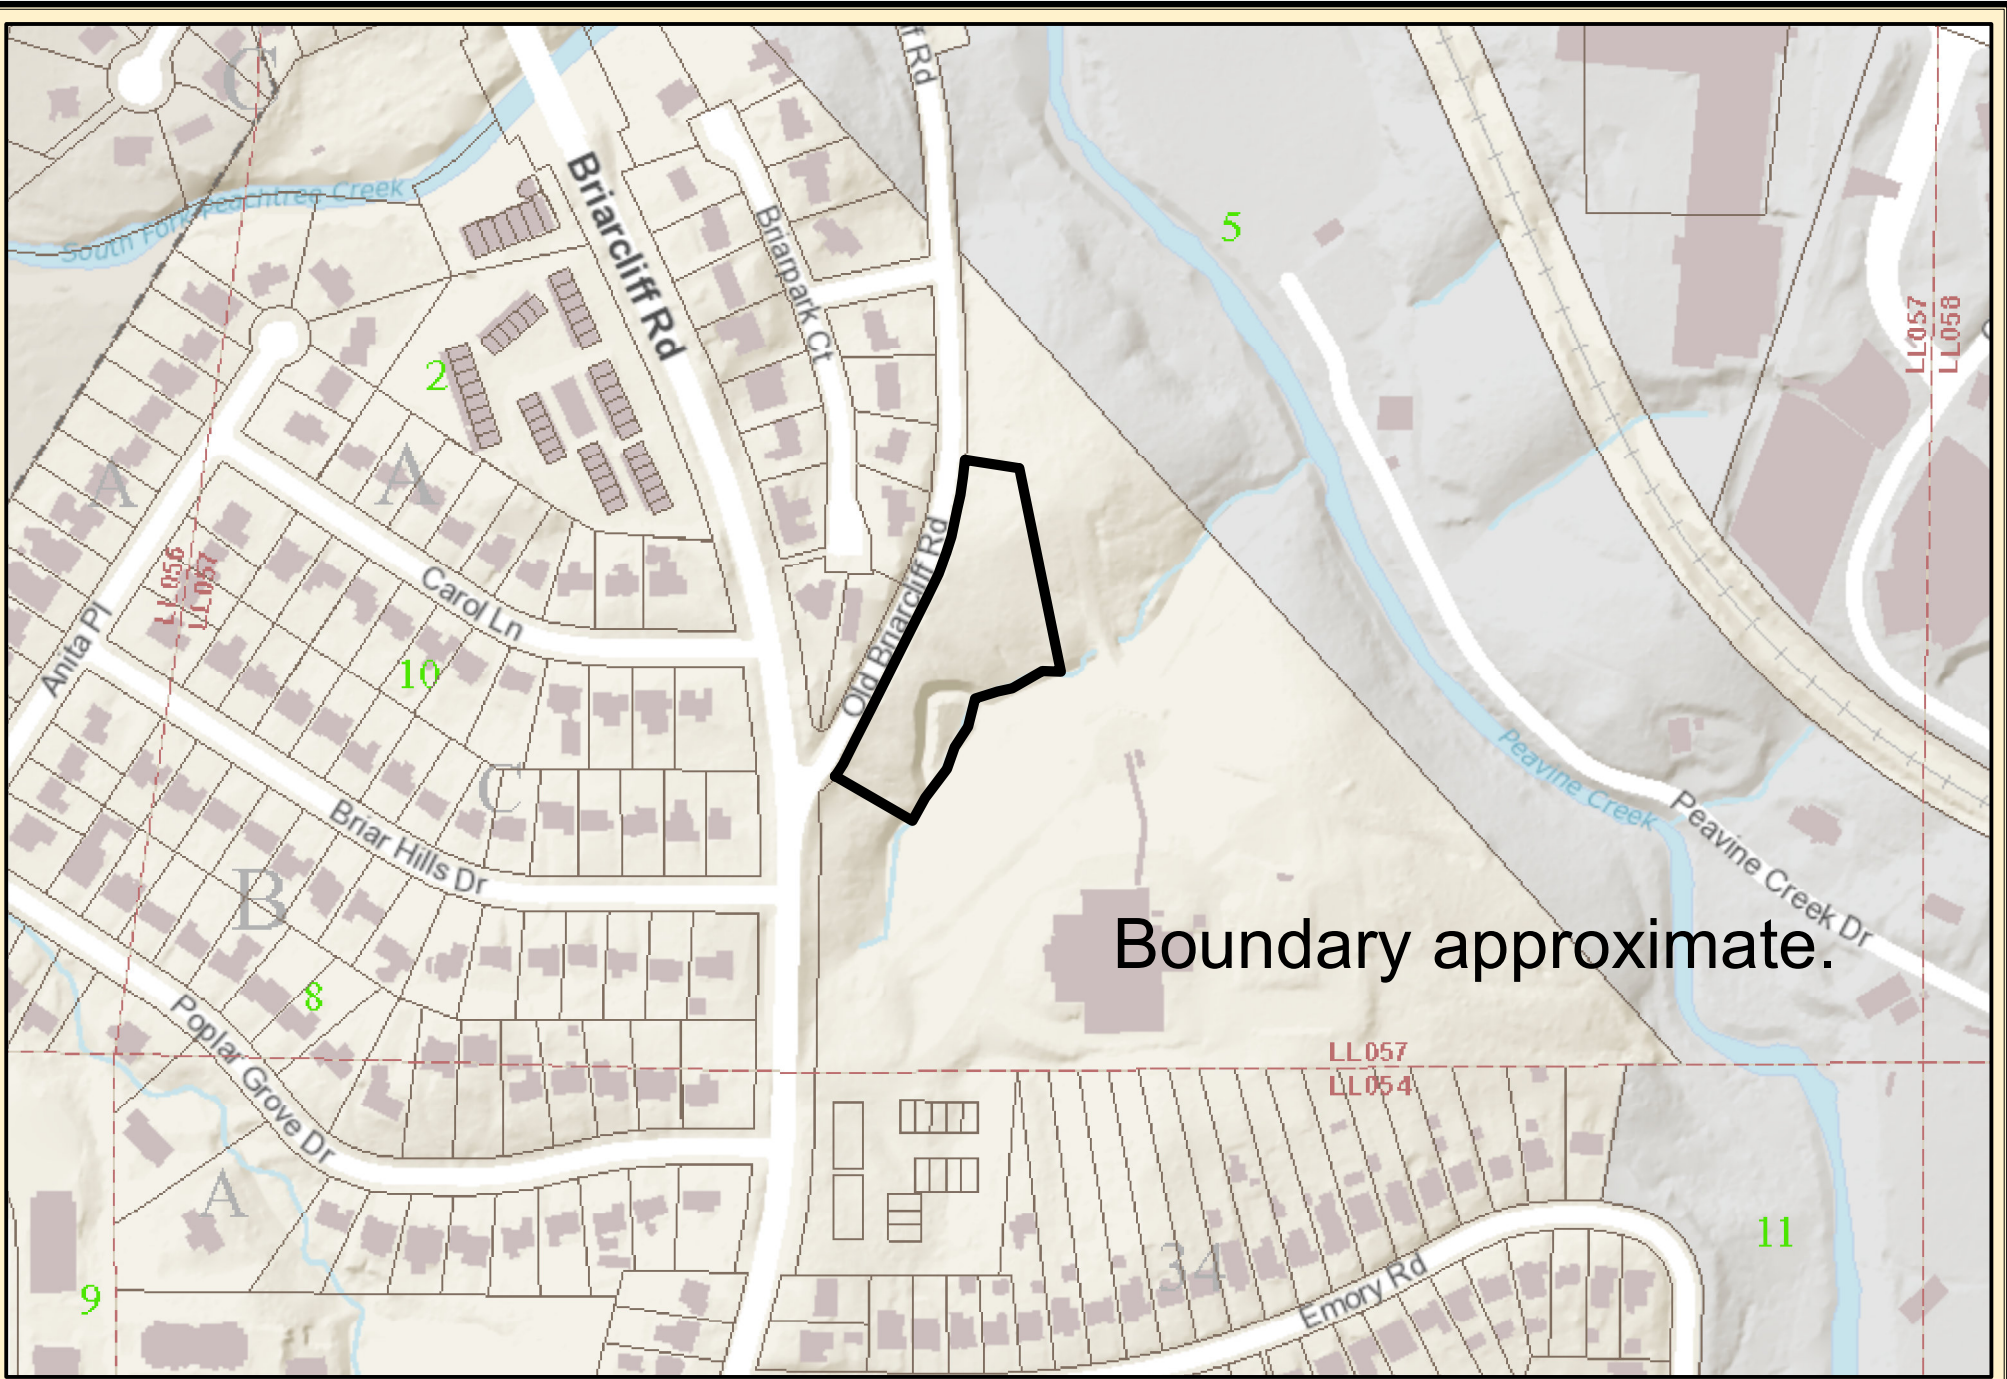 C
f Rd
South Fork Peachtree Creek
Briarcliff Rd
Briarpark Ct
5
LL057
LL058
2
A
A
LL056
LL057
Carol Ln
Old Briarcliff Rd
Anita Pl
10
Peavine Creek
Peavine Creek Dr
C
Briar Hills Dr
B
Boundary approximate.
8
Poplar Grove Dr
LL057
LL054
A
11
34
Emory Rd
9